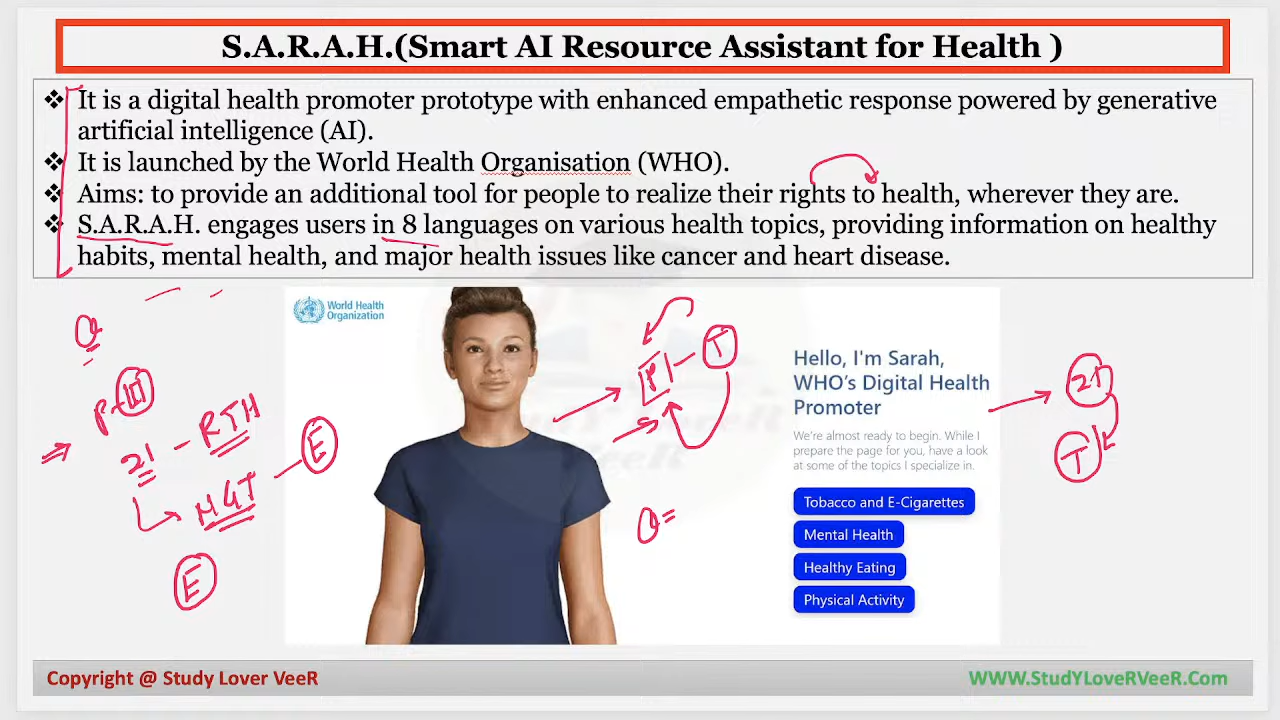 S.A.R.A.H.(Smart AI Resource Assistant for Health )
❖ It is a digital health promoter prototype with enhanced empathetic response powered by generative
artificial intelligence (AI).
❖ It is launched by the World Health Organisation (WHO).
❖ Aims: to provide an additional tool for people to realize their rights to health, wherever they are.
❖ S.A.R.A.H. engages users in 8 languages on various health topics, providing information on healthy
habits, mental health, and major health issues like cancer and heart disease.
World Health
Organization
Hello, I'm Sarah,
WHO's Digital Health
Promoter
We're almost ready to begin. While I
prepare the page for you, have a look
at some of the topics I specialize in.
Tobacco and E-Cigarettes
Mental Health
Healthy Eating
Physical Activity
Q
P-III
21 - RTH
E
E
T
Q=
21
T
Copyright @ Study Lover VeeR
WWW.StudYLoveRVeeR.Com